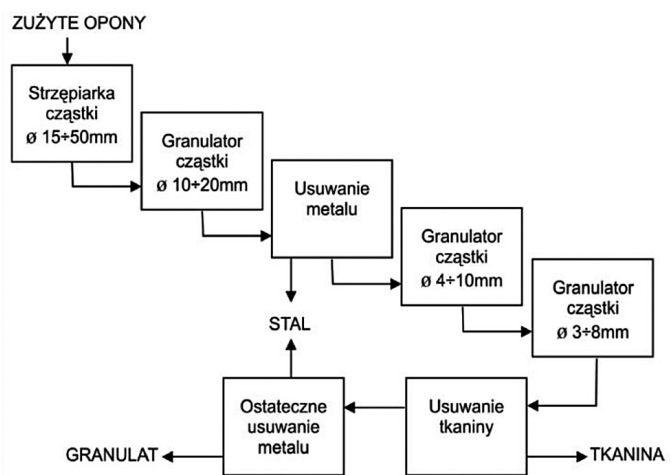 ZUŻYTE OPONY
Strzępiarka
cząstki
ø 15÷50mm
Granulator
cząstki
ø 10÷20mm
Usuwanie
metalu
Granulator
cząstki
ø 4÷10mm
Granulator
cząstki
ø 3÷8mm
STAL
Ostateczne
usuwanie
metalu
Usuwanie
tkaniny
GRANULAT
TKANINA